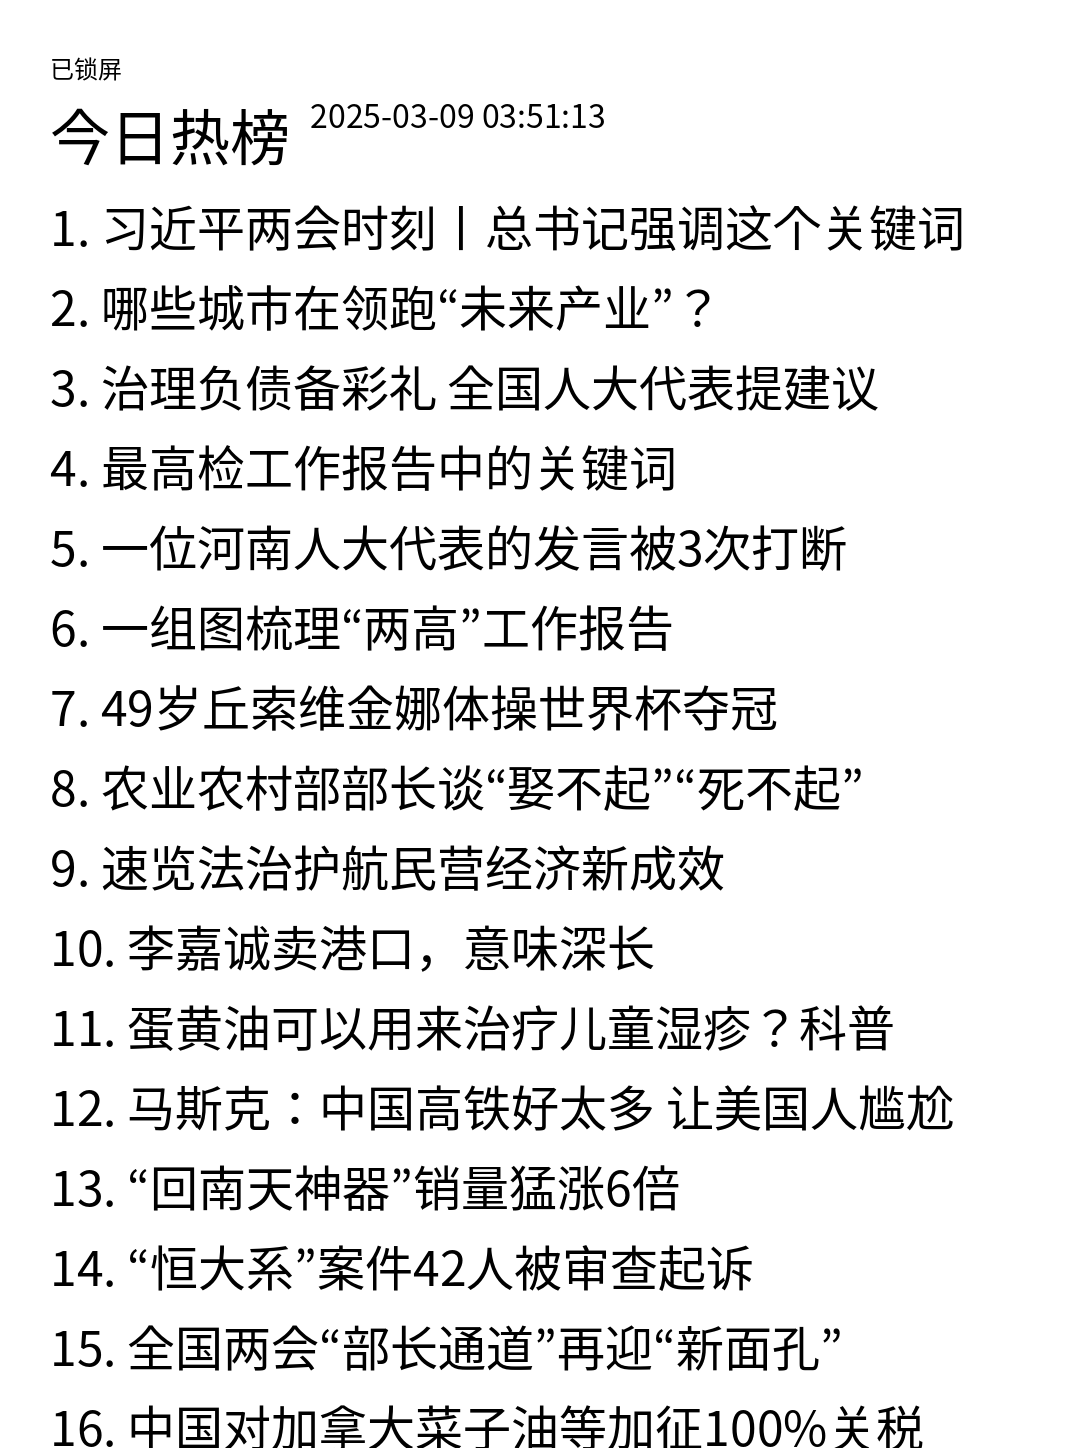 已锁屏
今日热榜 2025-03-09 03:51:13
1. 习近平两会时刻丨总书记强调这个关键词
2. 哪些城市在领跑“未来产业”？
3. 治理负债备彩礼 全国人大代表提建议
4. 最高检工作报告中的关键词
5. 一位河南人大代表的发言被3次打断
6. 一组图梳理“两高”工作报告
7. 49岁丘索维金娜体操世界杯夺冠
8. 农业农村部部长谈“娶不起”“死不起”
9. 速览法治护航民营经济新成效
10. 李嘉诚卖港口，意味深长
11. 蛋黄油可以用来治疗儿童湿疹？科普
12. 马斯克：中国高铁好太多 让美国人尴尬
13. “回南天神器”销量猛涨6倍
14. “恒大系”案件42人被审查起诉
15. 全国两会“部长通道”再迎“新面孔”
16. 中国对加拿大菜子油等加征100%关税